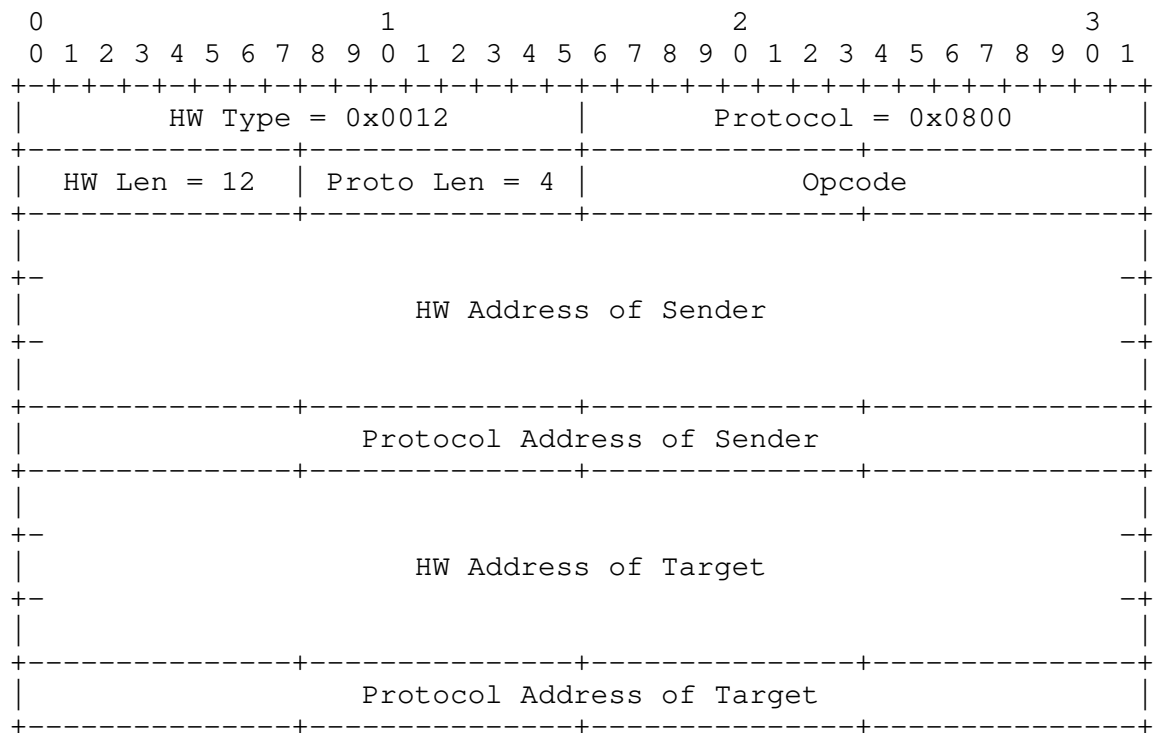 0                   1                   2                   3
0 1 2 3 4 5 6 7 8 9 0 1 2 3 4 5 6 7 8 9 0 1 2 3 4 5 6 7 8 9 0 1
HW Type = 0x0012 Protocol = 0x0800
HW Len = 12 Proto Len = 4 Opcode
HW Address of Sender
Protocol Address of Sender
HW Address of Target
Protocol Address of Target